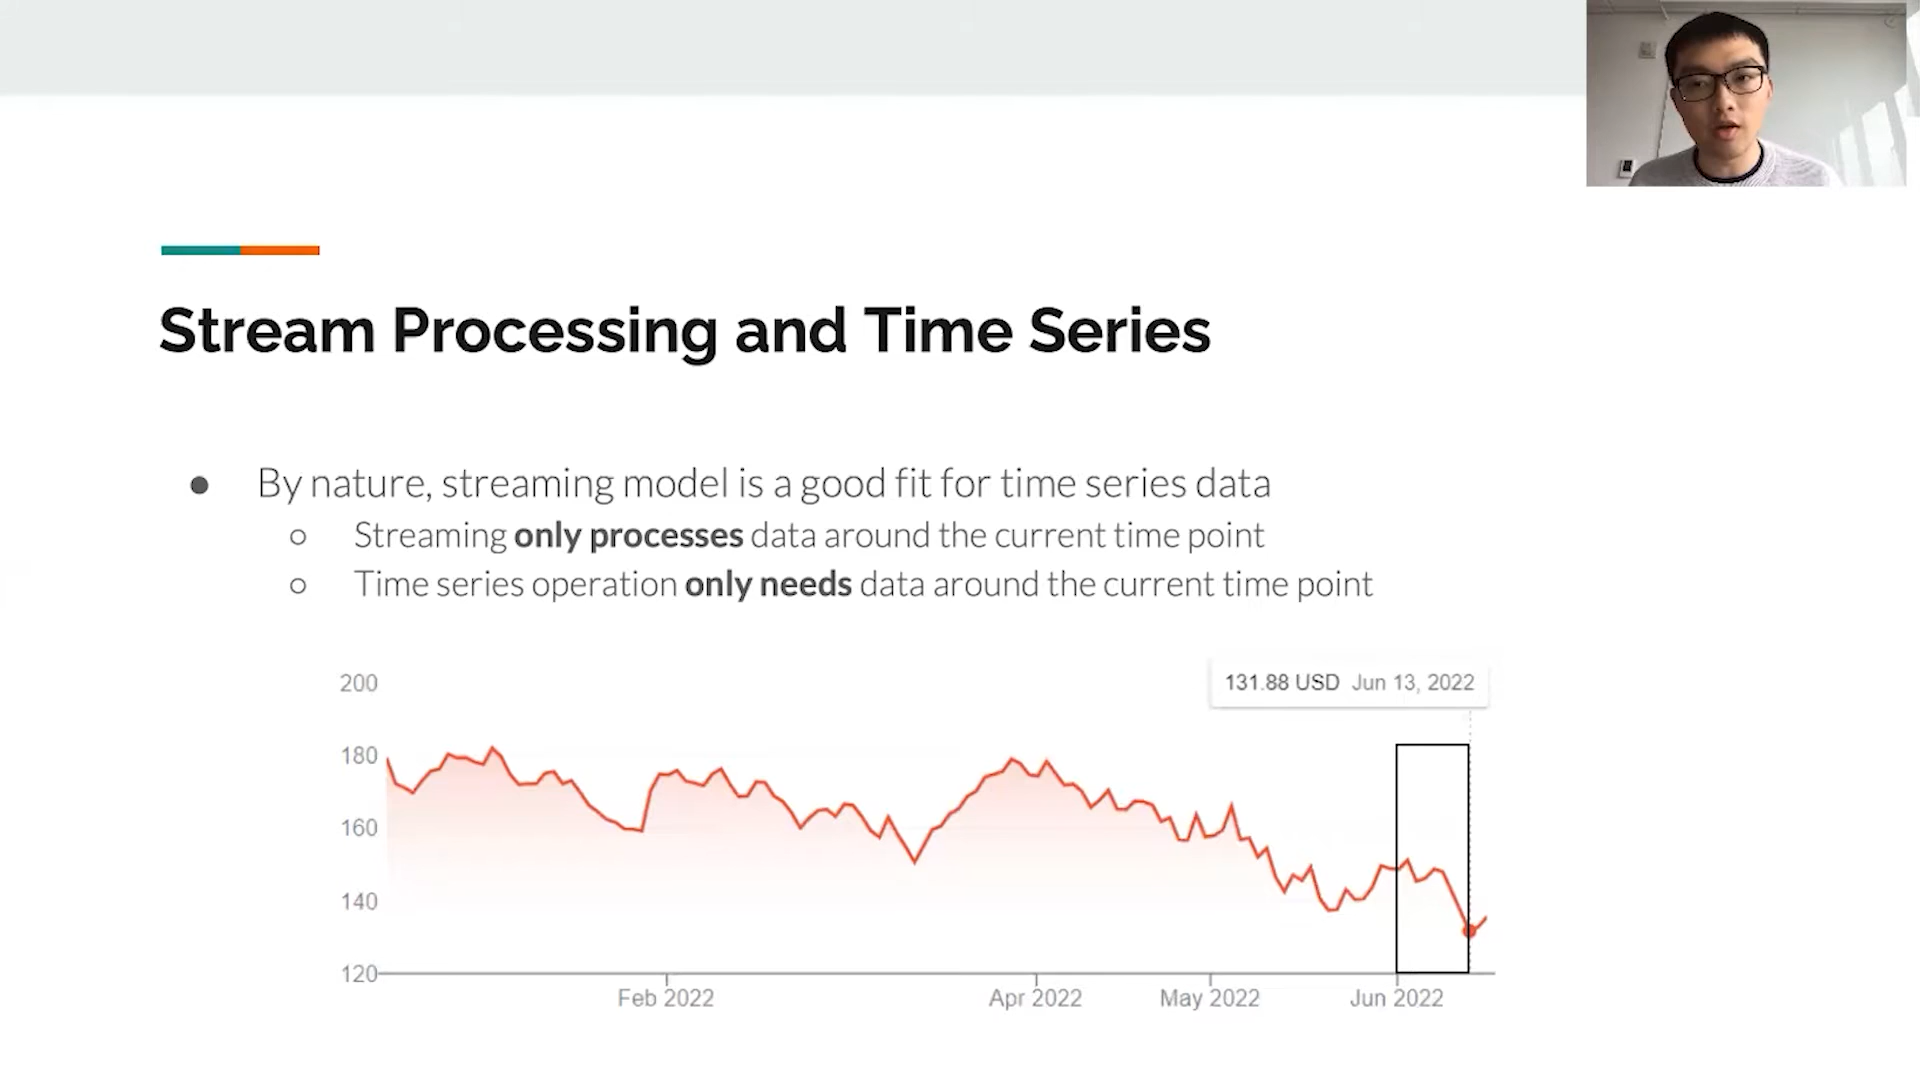 Stream Processing and Time Series
● By nature, streaming model is a good fit for time series data
○ Streaming only processes data around the current time point
○ Time series operation only needs data around the current time point
131.88 USD Jun 13, 2022
200
180
160
140
120
Feb 2022 Apr 2022 May 2022 Jun 2022